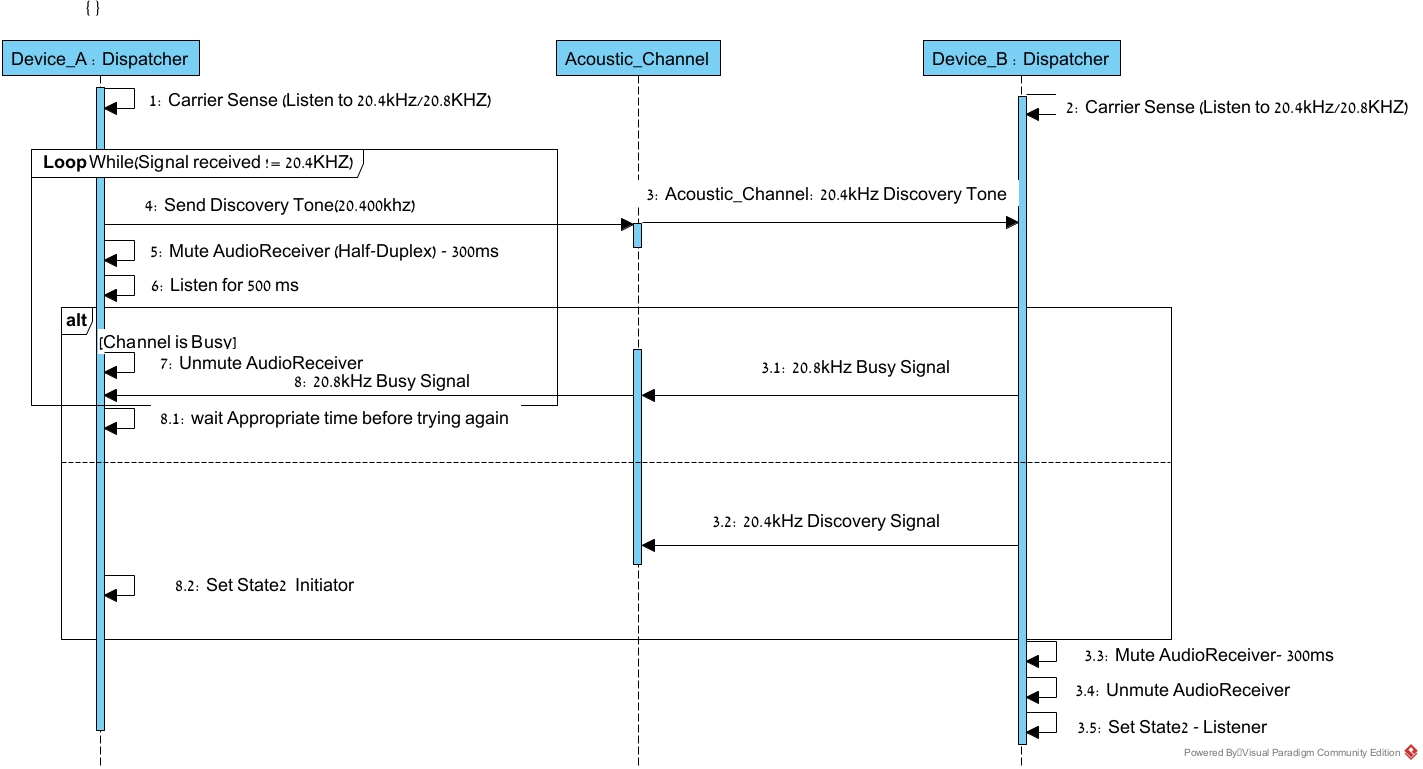 { }
Device_A : Dispatcher
Acoustic_Channel
Device_B : Dispatcher
1: Carrier Sense (Listen to 20.4kHz/20.8KHZ)
2: Carrier Sense (Listen to 20.4kHz/20.8KHZ)
Loop While(Signal received != 20.4KHZ)
3: Acoustic_Channel: 20.4kHz Discovery Tone
4: Send Discovery Tone(20.400khz)
5: Mute AudioReceiver (Half-Duplex) - 300ms
6: Listen for 500 ms
alt
[Channel is Busy]
7: Unmute AudioReceiver
3.1: 20.8kHz Busy Signal
8: 20.8kHz Busy Signal
8.1: wait Appropriate time before trying again
3.2: 20.4kHz Discovery Signal
8.2: Set State2 Initiator
3.3: Mute AudioReceiver- 300ms
3.4: Unmute AudioReceiver
3.5: Set State2 - Listener
Powered By Visual Paradigm Community Edition